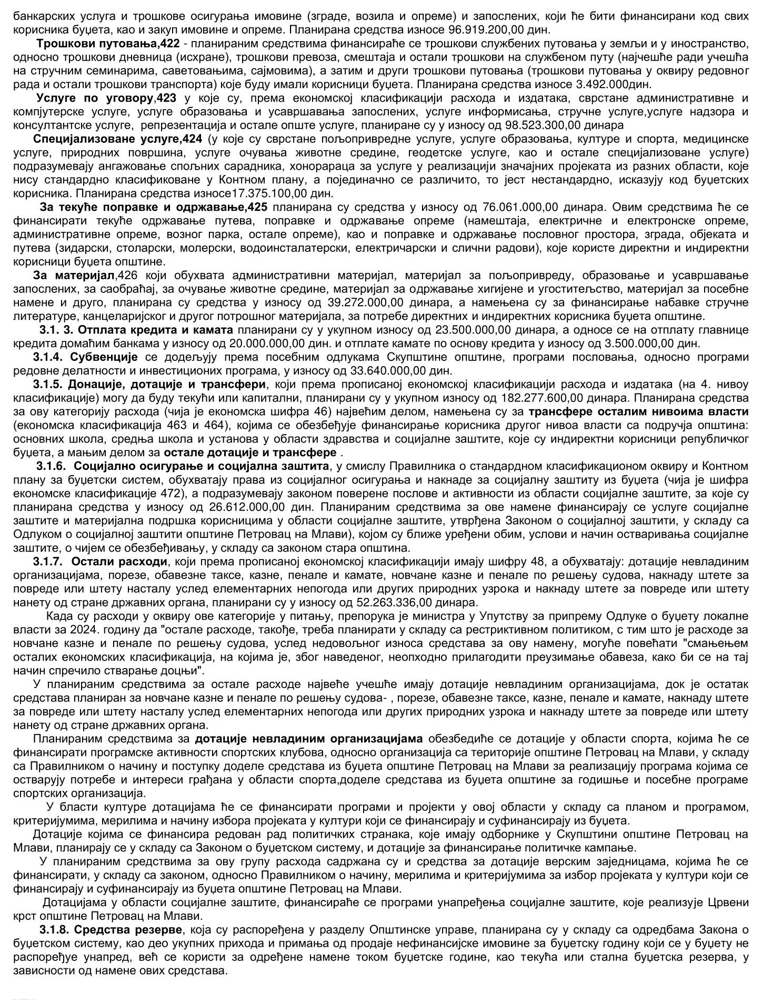 банкарских услуга и трошкове осигурања имовине (зграде, возила и опреме) и запослених, који ће бити финансирани код свих
корисника буџета, као и закуп имовине и опреме. Планирана средства износе 96.919.200,00 дин.
Трошкови путовања,422 - планираним средствима финансираће се трошкови службених путовања у земљи и у иностранство,
односно трошкови дневница (исхране), трошкови превоза, смештаја и остали трошкови на службеном путу (најчешће ради учешћа
на стручним семинарима, саветовањима, сајмовима), а затим и други трошкови путовања (трошкови путовања у оквиру редовног
рада и остали трошкови транспорта) које буду имали корисници буџета. Планирана средства износе 3.492.000дин.
Услуге по уговору,423 у које су, према економској класификацији расхода и издатака, сврстане административне и
компјутерске услуге, услуге образовања и усавршавања запослених, услуге информисања, стручне услуге,услуге надзора и
консултантске услуге, репрезентација и остале опште услуге, планиране су у износу од 98.523.300,00 динара
Специјализоване услуге,424 (у које су сврстане пољопривредне услуге, услуге образовања, културе и спорта, медицинске
услуге, природних површина, услуге очувања животне средине, геодетске услуге, као и остале специјализоване услуге)
подразумевају ангажовање спољних сарадника, хонорараца за услуге у реализацији значајних пројеката из разних области, које
нису стандардно класификоване у Контном плану, а појединачно се различито, то јест нестандардно, исказују код буџетских
корисника. Планирана средства износе17.375.100,00 дин.
За текуће поправке и одржавање,425 планирана су средства у износу од 76.061.000,00 динара. Овим средствима ће се
финансирати текуће одржавање путева, поправке и одржавање опреме (намештаја, електричне и електронске опреме,
административне опреме, возног парка, остале опреме), као и поправке и одржавање пословног простора, зграда, објеката и
путева (зидарски, столарски, молерски, водоинсталатерски, електричарски и слични радови), које користе директни и индиректни
корисници буџета општине.
За материјал,426 који обухвата административни материјал, материјал за пољопривреду, образовање и усавршавање
запослених, за саобраћај, за очување животне средине, материјал за одржавање хигијене и угоститељство, материјал за посебне
намене и друго, планирана су средства у износу од 39.272.000,00 динара, а намењена су за финансирање набавке стручне
литературе, канцеларијског и другог потрошног материјала, за потребе директних и индиректних корисника буџета општине.
3.1. 3. Отплата кредита и камата планирани су у укупном износу од 23.500.000,00 динара, а односе се на отплату главнице
кредита домаћим банкама у износу од 20.000.000,00 дин. и отплате камате по основу кредита у износу од 3.500.000,00 дин.
3.1.4. Субвенције се додељују према посебним одлукама Скупштине општине, програми пословања, односно програми
редовне делатности и инвестиционих програма, у износу од 33.640.000,00 дин.
3.1.5. Донације, дотације и трансфери, који према прописаној економској класификацији расхода и издатака (на 4. нивоу
класификације) могу да буду текући или капитални, планирани су у укупном износу од 182.277.600,00 динара. Планирана средства
за ову категорију расхода (чија је економска шифра 46) највећим делом, намењена су за трансфере осталим нивоима власти
(економска класификација 463 и 464), којима се обезбеђује финансирање корисника другог нивоа власти са подручја општина:
основних школа, средња школа и установа у области здравства и социјалне заштите, које су индиректни корисници републичког
буџета, а мањим делом за остале дотације и трансфере .
3.1.6. Социјално осигурање и социјална заштита, у смислу Правилника о стандардном класификационом оквиру и Контном
плану за буџетски систем, обухватају права из социјалног осигурања и накнаде за социјалну заштиту из буџета (чија је шифра
економске класификације 472), а подразумевају законом поверене послове и активности из области социјалне заштите, за које су
планирана средства у износу од 26.612.000,00 дин. Планираним средствима за ове намене финансирају се услуге социјалне
заштите и материјална подршка корисницима у области социјалне заштите, утврђена Законом о социјалној заштити, у складу са
Одлуком о социјалној заштити општине Петровац на Млави), којом су ближе уређени обим, услови и начин остваривања социјалне
заштите, о чијем се обезбеђивању, у складу са законом стара општина.
3.1.7. Остали расходи, који према прописаној економској класификацији имају шифру 48, а обухватају: дотације невладиним
организацијама, порезе, обавезне таксе, казне, пенале и камате, новчане казне и пенале по решењу судова, накнаду штете за
повреде или штету насталу услед елементарних непогода или других природних узрока и накнаду штете за повреде или штету
нанету од стране државних органа, планирани су у износу од 52.263.336,00 динара.
Када су расходи у оквиру ове категорије у питању, препорука је министра у Упутству за припрему Одлуке о буџету локалне
власти за 2024. годину да "остале расходе, такође, треба планирати у складу са рестриктивном политиком, с тим што је расходе за
новчане казне и пенале по решењу судова, услед недовољног износа средстава за ову намену, могуће повећати "смањењем
осталих економских класификација, на којима је, због наведеног, неопходно прилагодити преузимање обавеза, како би се на тај
начин спречило стварање доцњи".
У планираним средствима за остале расходе највеће учешће имају дотације невладиним организацијама, док је остатак
средстава планиран за новчане казне и пенале по решењу судова- , порезе, обавезне таксе, казне, пенале и камате, накнаду штете
за повреде или штету насталу услед елементарних непогода или других природних узрока и накнаду штете за повреде или штету
нанету од стране државних органа.
Планираним средствима за дотације невладиним организацијама обезбедиће се дотације у области спорта, којима ће се
финансирати програмске активности спортских клубова, односно организација са територије општине Петровац на Млави, у складу
са Правилником о начину и поступку доделе средстава из буџета општине Петровац на Млави за реализацију програма којима се
остварују потребе и интереси грађана у области спорта,доделе средстава из буџета општине за годишње и посебне програме
спортских организација.
У бласти културе дотацијама ће се финансирати програми и пројекти у овој области у складу са планом и програмом,
критеријумима, мерилима и начину избора пројеката у култури који се финансирају и суфинансирају из буџета.
Дотације којима се финансира редован рад политичких странака, које имају одборнике у Скупштини општине Петровац на
Млави, планирају се у складу са Законом о буџетском систему, и дотације за финансирање политичке кампање.
У планираним средствима за ову групу расхода садржана су и средства за дотације верским заједницама, којима ће се
финансирати, у складу са законом, односно Правилником о начину, мерилима и критеријумима за избор пројеката у култури који се
финансирају и суфинансирају из буџета општине Петровац на Млави.
Дотацијама у области социјалне заштите, финансираће се програми унапређења социјалне заштите, које реализује Црвени
крст општине Петровац на Млави.
3.1.8. Средства резерве, која су распоређена у разделу Општинске управе, планирана су у складу са одредбама Закона о
буџетском систему, као део укупних прихода и примања од продаје нефинансијске имовине за буџетску годину који се у буџету не
распоређуе унапред, већ се користи за одређене намене током буџетске године, као текућа или стална буџетска резерва, у
зависности од намене ових средстава.